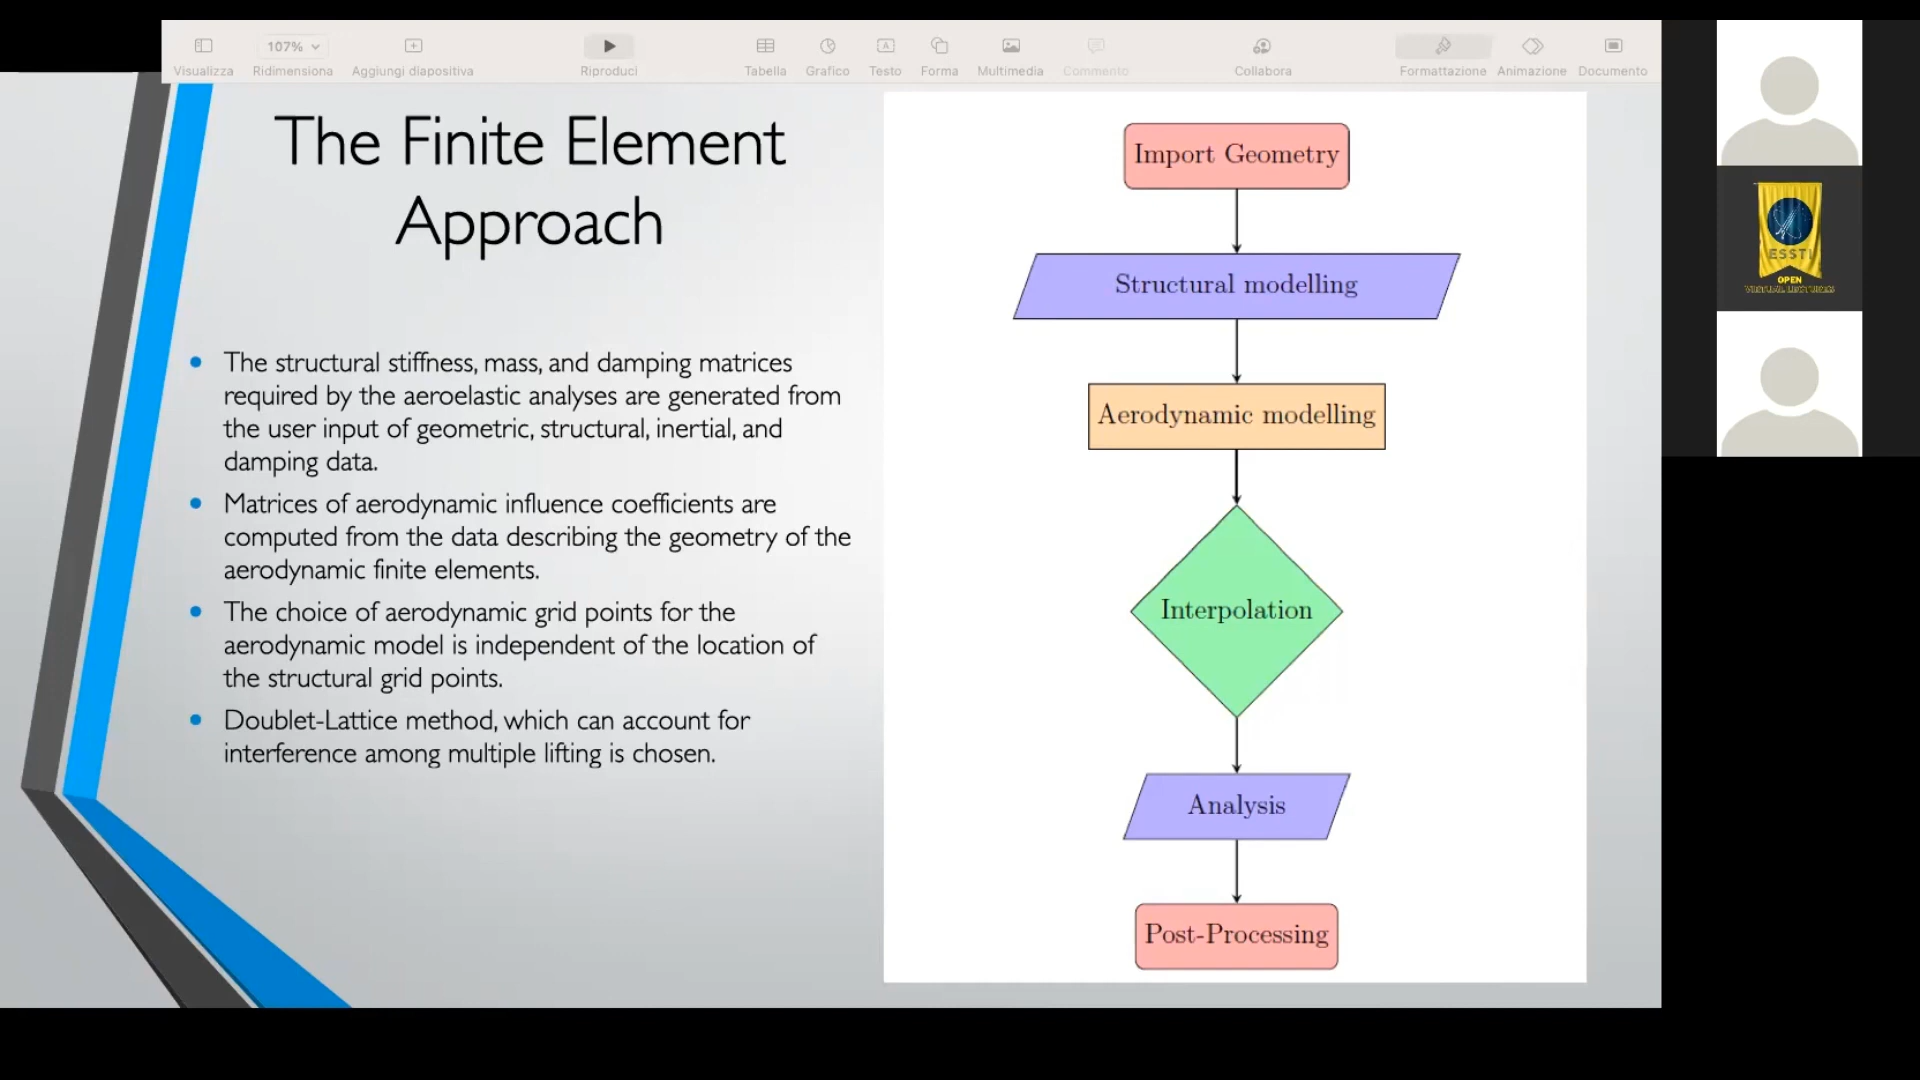 Visualizza
107%
Ridimensiona
Aggiungi diapositiva
Riproduci
Tabella
Grafico
Testo
Forma
Multimedia
Commento
Collabora
Formattazione
Animazione
Documento
The Finite Element
Approach
The structural stiffness, mass, and damping matrices
required by the aeroelastic analyses are generated from
the user input of geometric, structural, inertial, and
damping data.
Matrices of aerodynamic influence coefficients are
computed from the data describing the geometry of the
aerodynamic finite elements.
The choice of aerodynamic grid points for the
aerodynamic model is independent of the location of
the structural grid points.
Doublet-Lattice method, which can account for
interference among multiple lifting is chosen.
Import Geometry
Structural modelling
Aerodynamic modelling
Interpolation
Analysis
Post-Processing
ESSTI
OPEN
VIRTUAL LECTURES